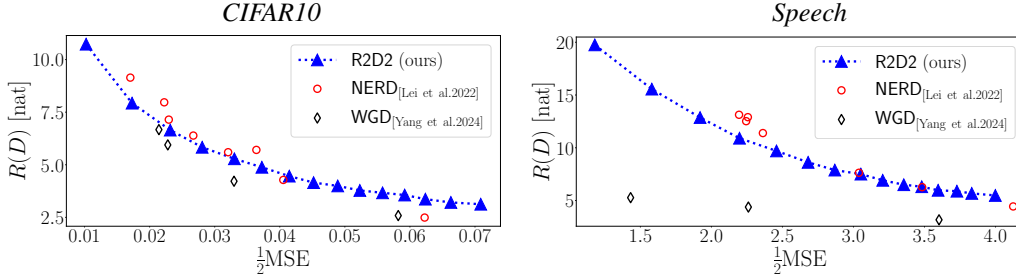 CIFAR10
R(D) [nat]
10.0
7.5
5.0
2.5
R2D2 (ours)
NERD[Lei et al.2022]
WGD[Yang et al.2024]
0.01 0.02 0.03 0.04 0.05 0.06 0.07
½MSE
Speech
R(D) [nat]
20
15
10
5
R2D2 (ours)
NERD[Lei et al.2022]
WGD[Yang et al.2024]
1.5 2.0 2.5 3.0 3.5 4.0
½MSE